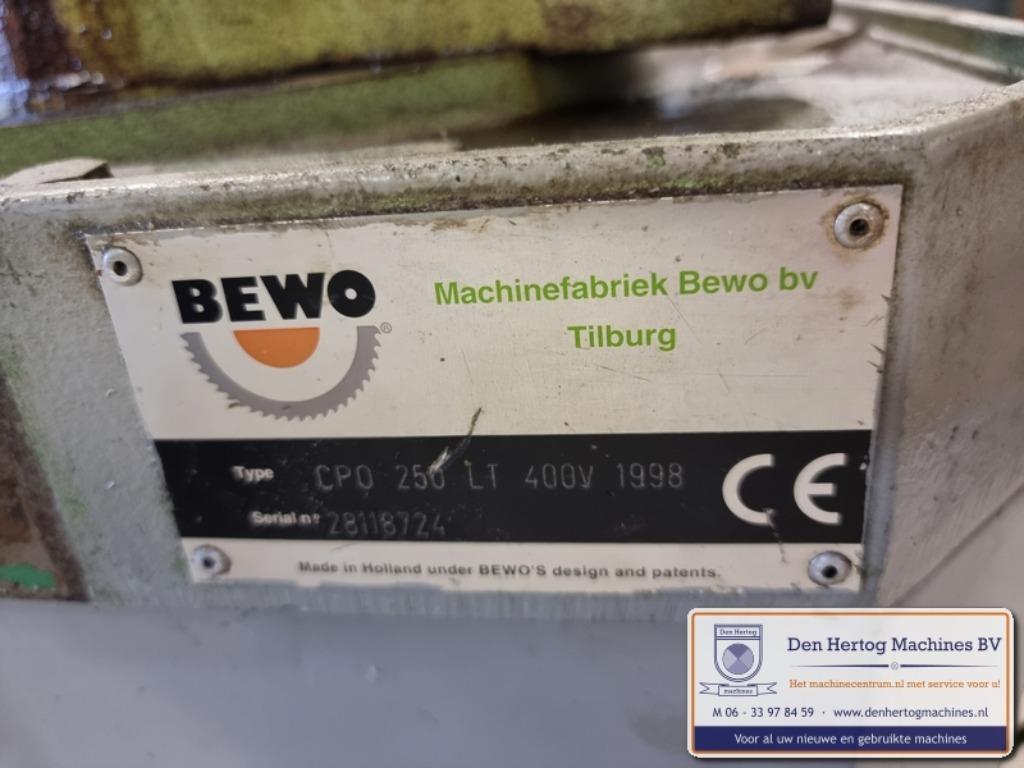 BEWO
®
Machinefabriek Bewo bv
Tilburg
Type CPO 250 LT 400V 1998
Serial nº 28118724
CE
Made in Holland under BEWO'S design and patents.
Den Hertog
machines
Den Hertog Machines BV
®
Het machinecentrum.nl met service voor u!
M 06 - 33 97 84 59 · www.denhertogmachines.nl
Voor al uw nieuwe en gebruikte machines